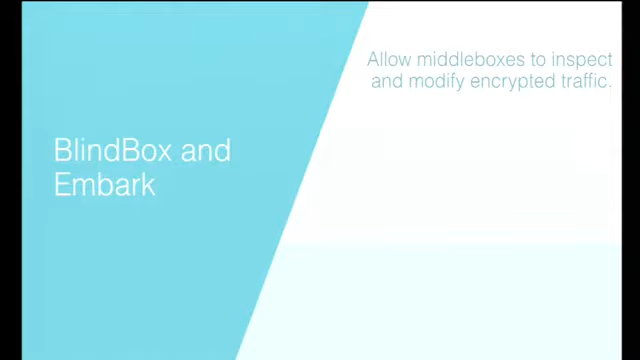 Allow middleboxes to inspect
and modify encrypted traffic.
BlindBox and
Embark